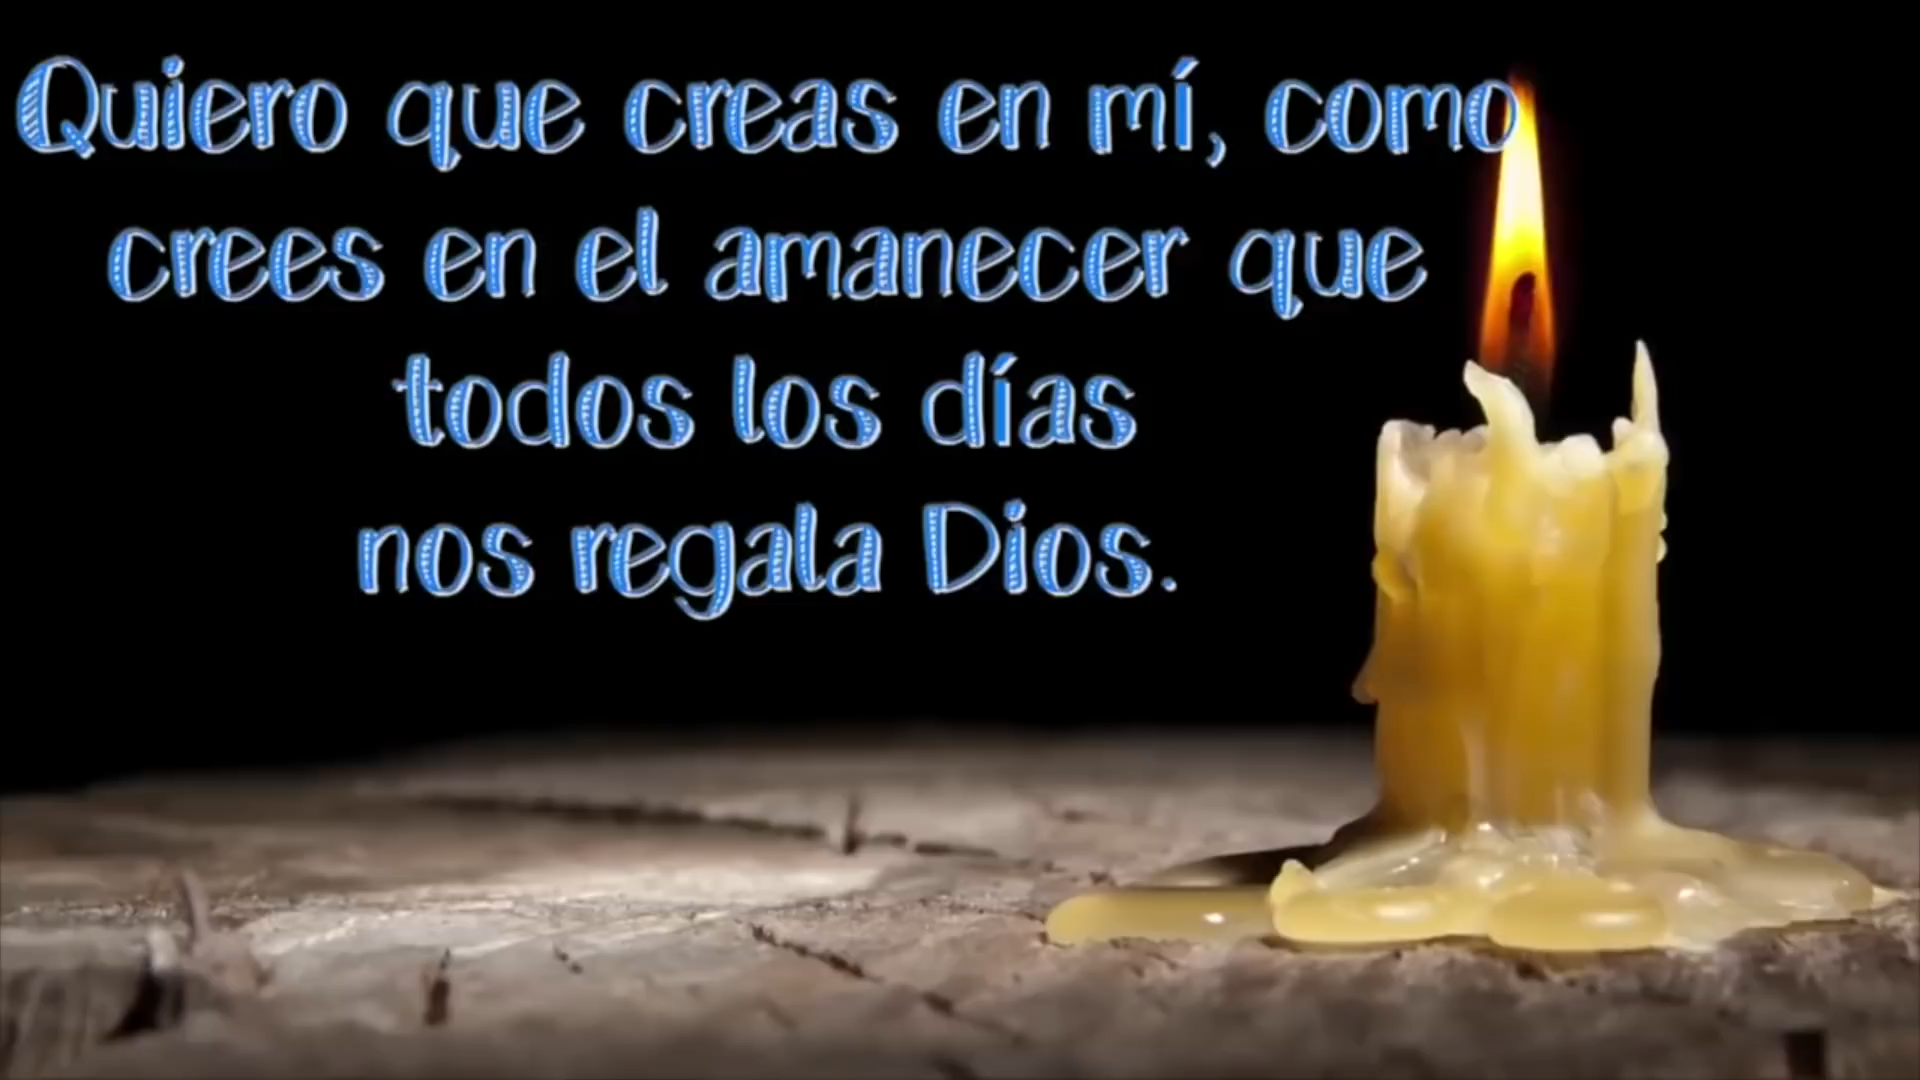 Quiero que creas en mí, como
crees en el amanecer que
todos los días
nos regala Dios.